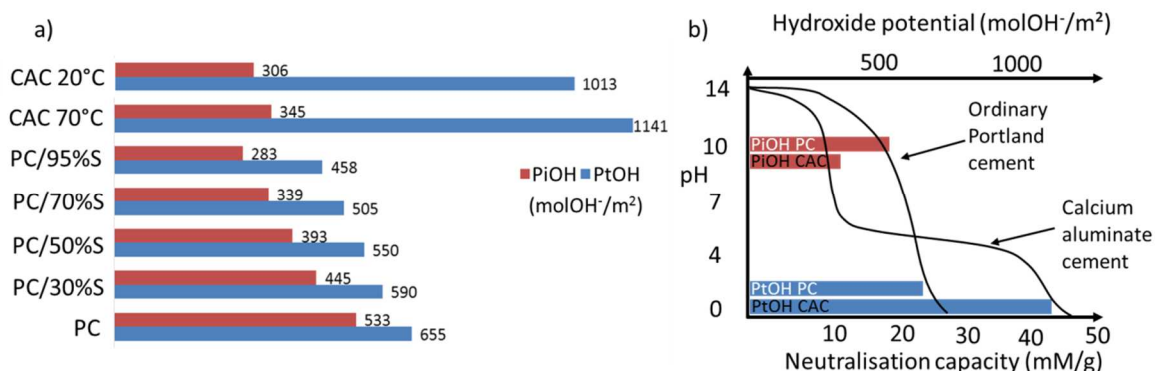 a)
CAC 20°C
306
1013
CAC 70°C
345
1141
PC/95%S
283
458
PC/70%S
339
505
PC/50%S
393
550
PC/30%S
445
590
PC
533
655
PiOH PtOH
(molOH⁻/m²)
b)
Hydroxide potential (molOH⁻/m²)
500 1000
14
10
pH
7
4
0
PiOH PC
PiOH CAC
PtOH PC
PtOH CAC
Ordinary
Portland
cement
Calcium
aluminate
cement
10 20 30 40 50
Neutralisation capacity (mM/g)